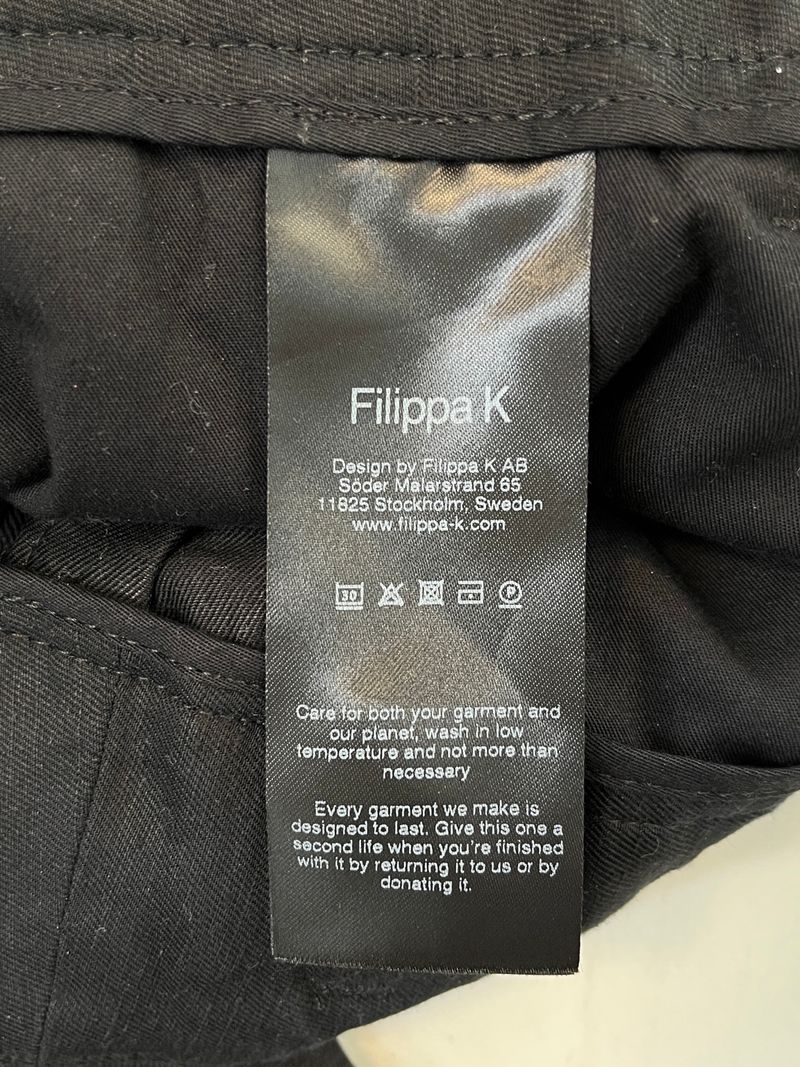 Filippa K
Design by Filippa K AB
Söder Malarstrand 65
11825 Stockholm, Sweden
www.filippa-k.com
30 P
Care for both your garment and
our planet, wash in low
temperature and not more than
necessary
Every garment we make is
designed to last. Give this one a
second life when you're finished
with it by returning it to us or by
donating it.